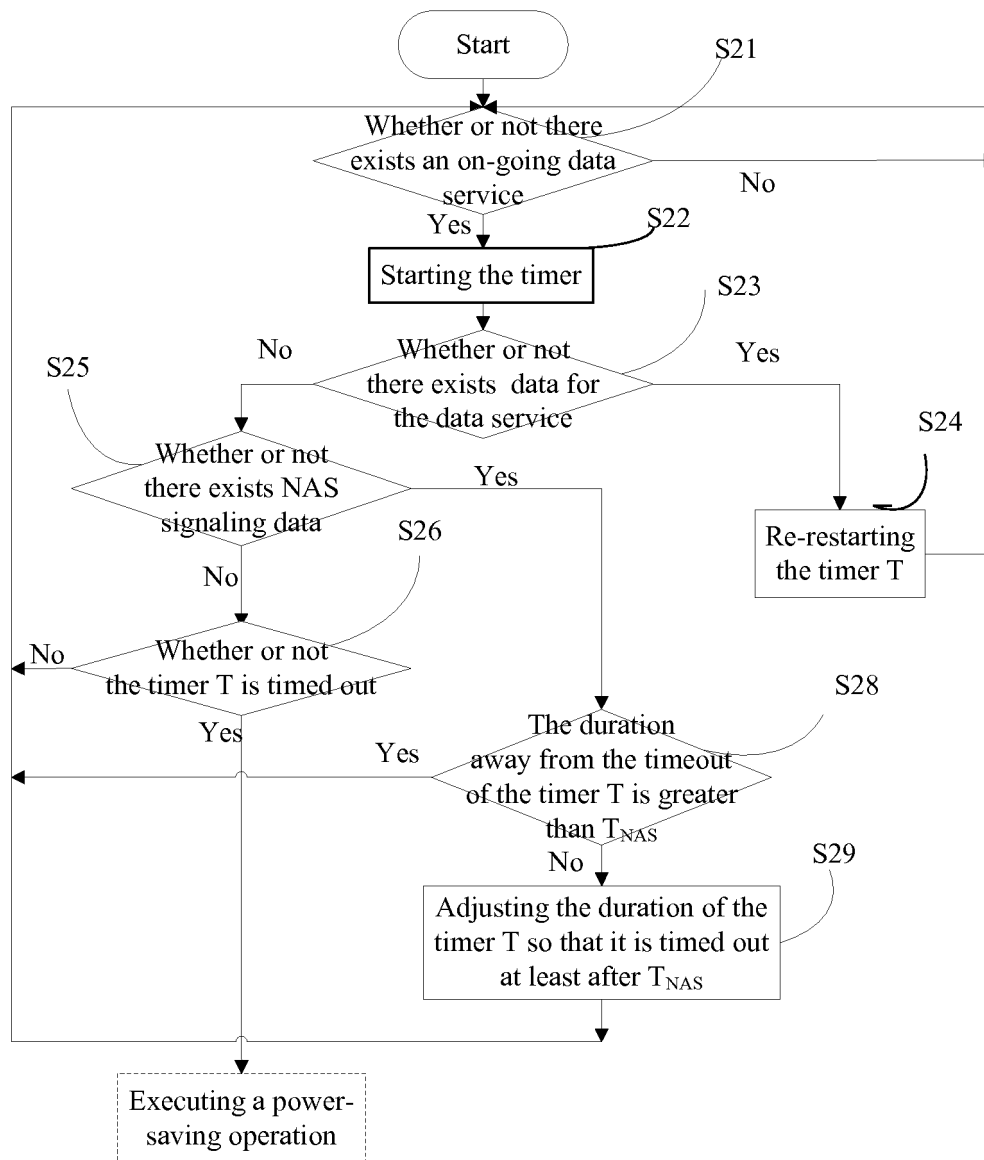 Start
S21
Whether or not there
exists an on-going data
service
No
Yes
S22
Starting the timer
S23
No
Whether or not
there exists data for
the data service
Yes
S25
S24
Whether or not
there exists NAS
signaling data
Yes
Re-restarting
the timer T
S26
No
No
Whether or not
the timer T is timed out
S28
Yes
Yes
The duration
away from the timeout
of the timer T is greater
than TNAS
No
S29
Adjusting the duration of the
timer T so that it is timed out
at least after TNAS
Executing a power-
saving operation